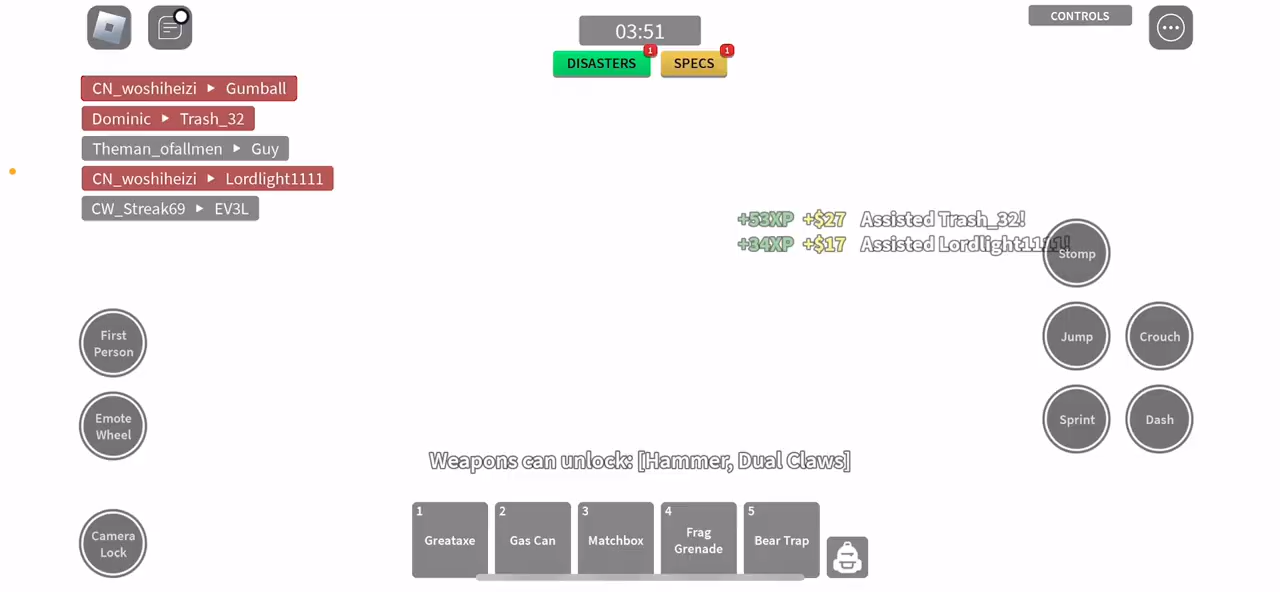 03:51
CONTROLS
DISASTERS 1
SPECS 1
CN_woshiheizi ▶ Gumball
Dominic ▶ Trash_32
Theman_ofallmen ▶ Guy
CN_woshiheizi ▶ Lordlight1111
CW_Streak69 ▶ EV3L
+53XP +$27 Assisted Trash_32!
+34XP +$17 Assisted Lordlight1111!
Stomp
First
Person
Jump
Crouch
Emote
Wheel
Sprint
Dash
Weapons can unlock: [Hammer, Dual Claws]
Camera
Lock
1
Greataxe
2
Gas Can
3
Matchbox
4
Frag
Grenade
5
Bear Trap